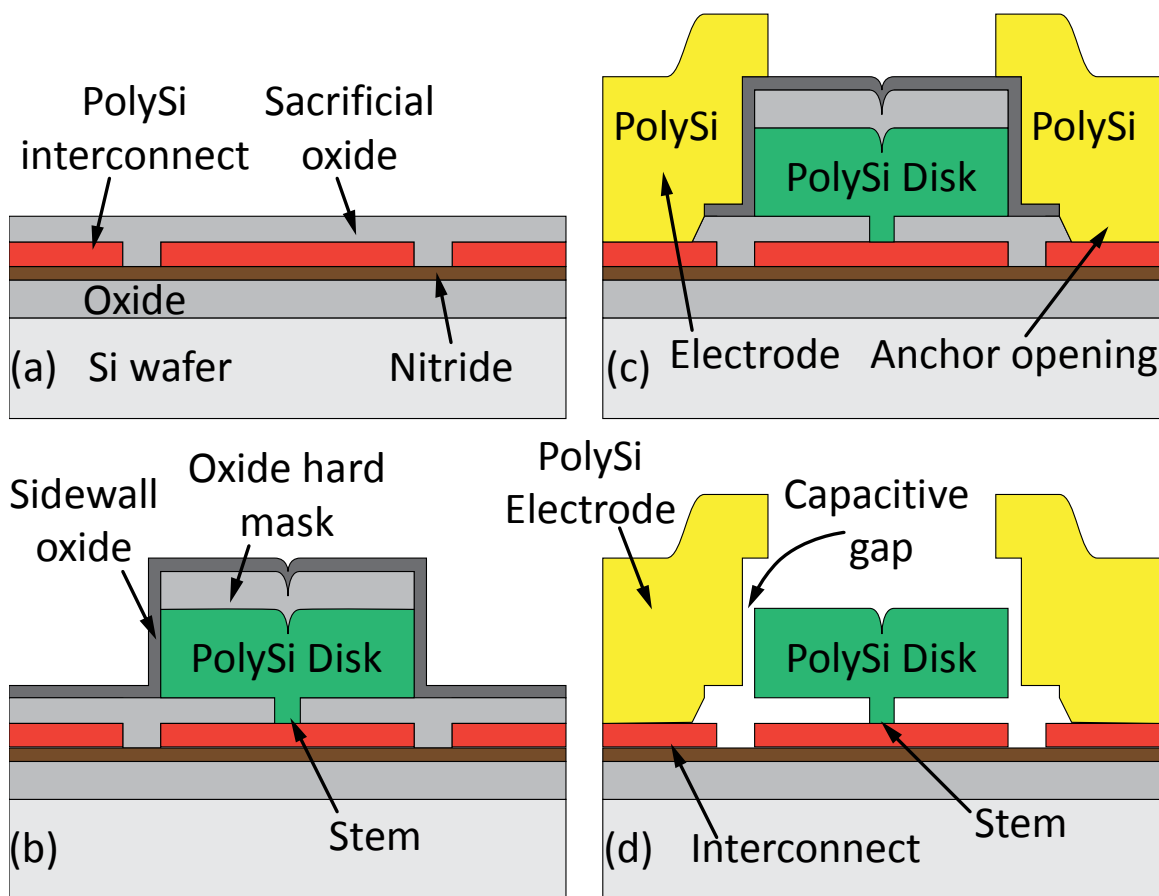 PolySi
interconnect
Sacrificial
oxide
Oxide
(a)
Si wafer
Nitride
PolySi
PolySi
PolySi Disk
(c)
Electrode
Anchor opening
Sidewall
oxide
Oxide hard
mask
PolySi Disk
(b)
Stem
PolySi
Electrode
Capacitive
gap
PolySi Disk
(d)
Interconnect
Stem